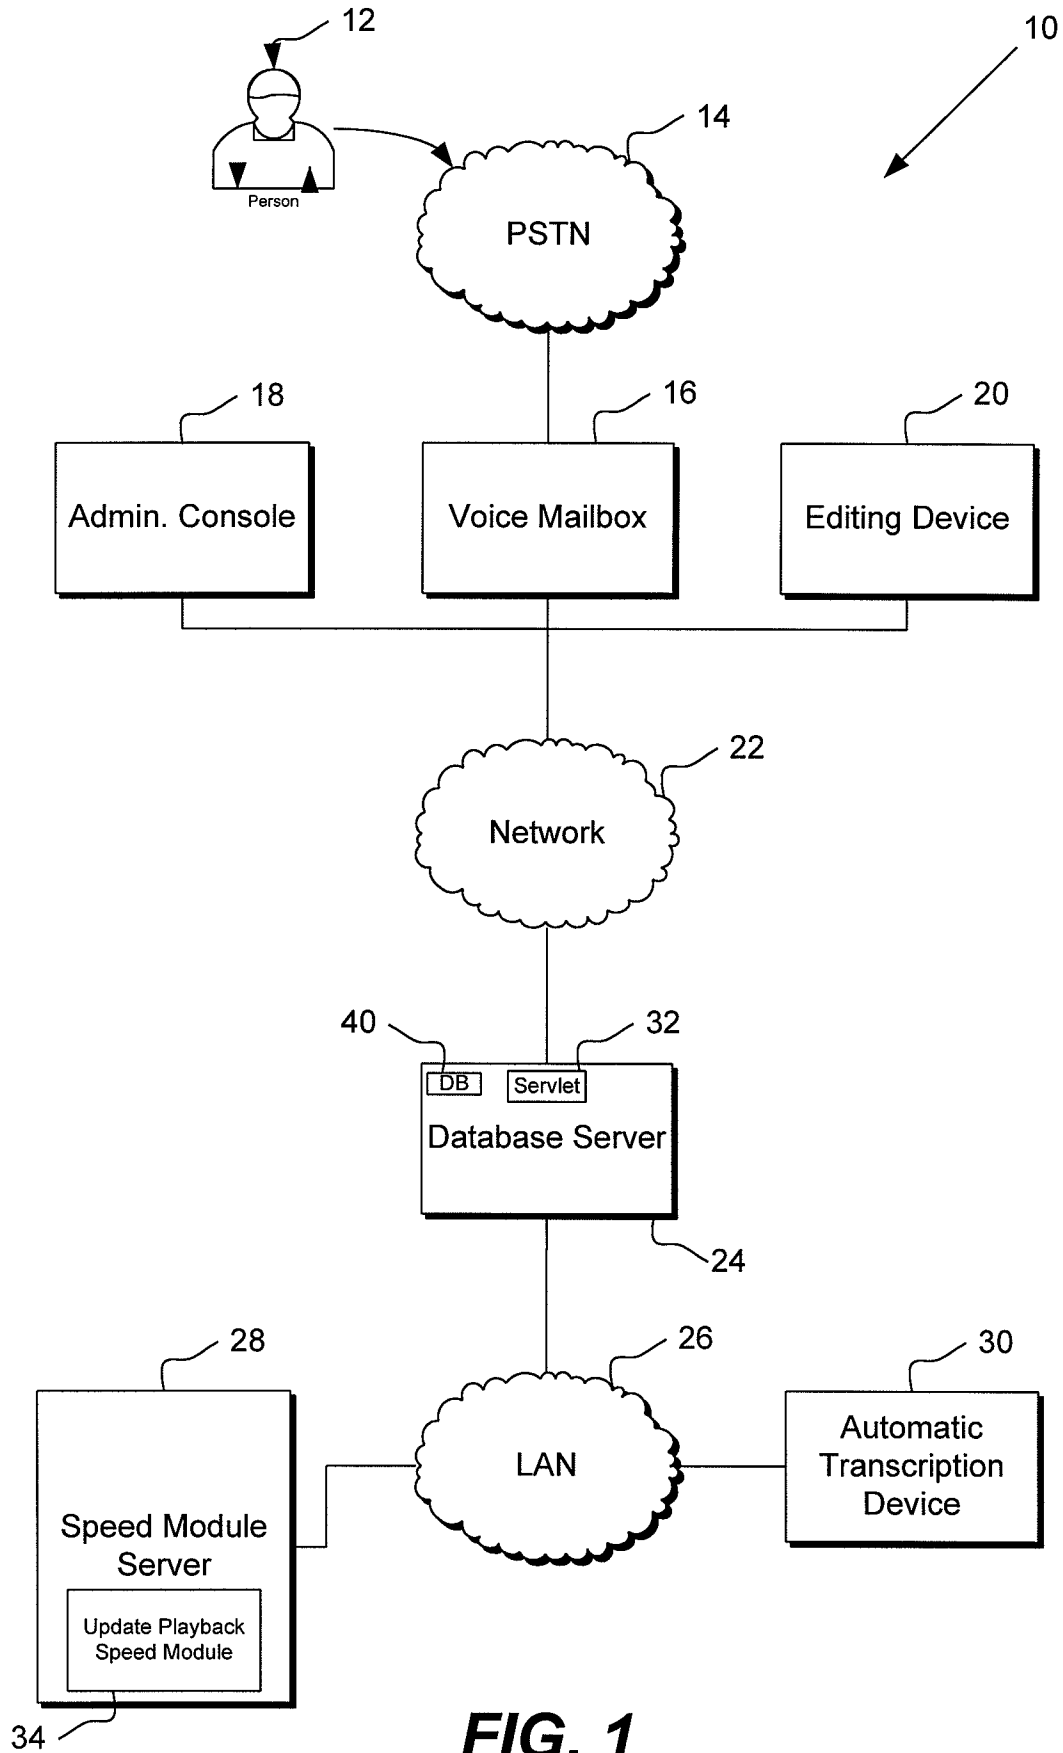 12
10
14
Person
PSTN
18
16
20
Admin. Console
Voice Mailbox
Editing Device
22
Network
40
32
DB
Servlet
Database Server
24
28
26
30
Automatic
Transcription
Device
LAN
Speed Module
Server
Update Playback
Speed Module
34
FIG. 1